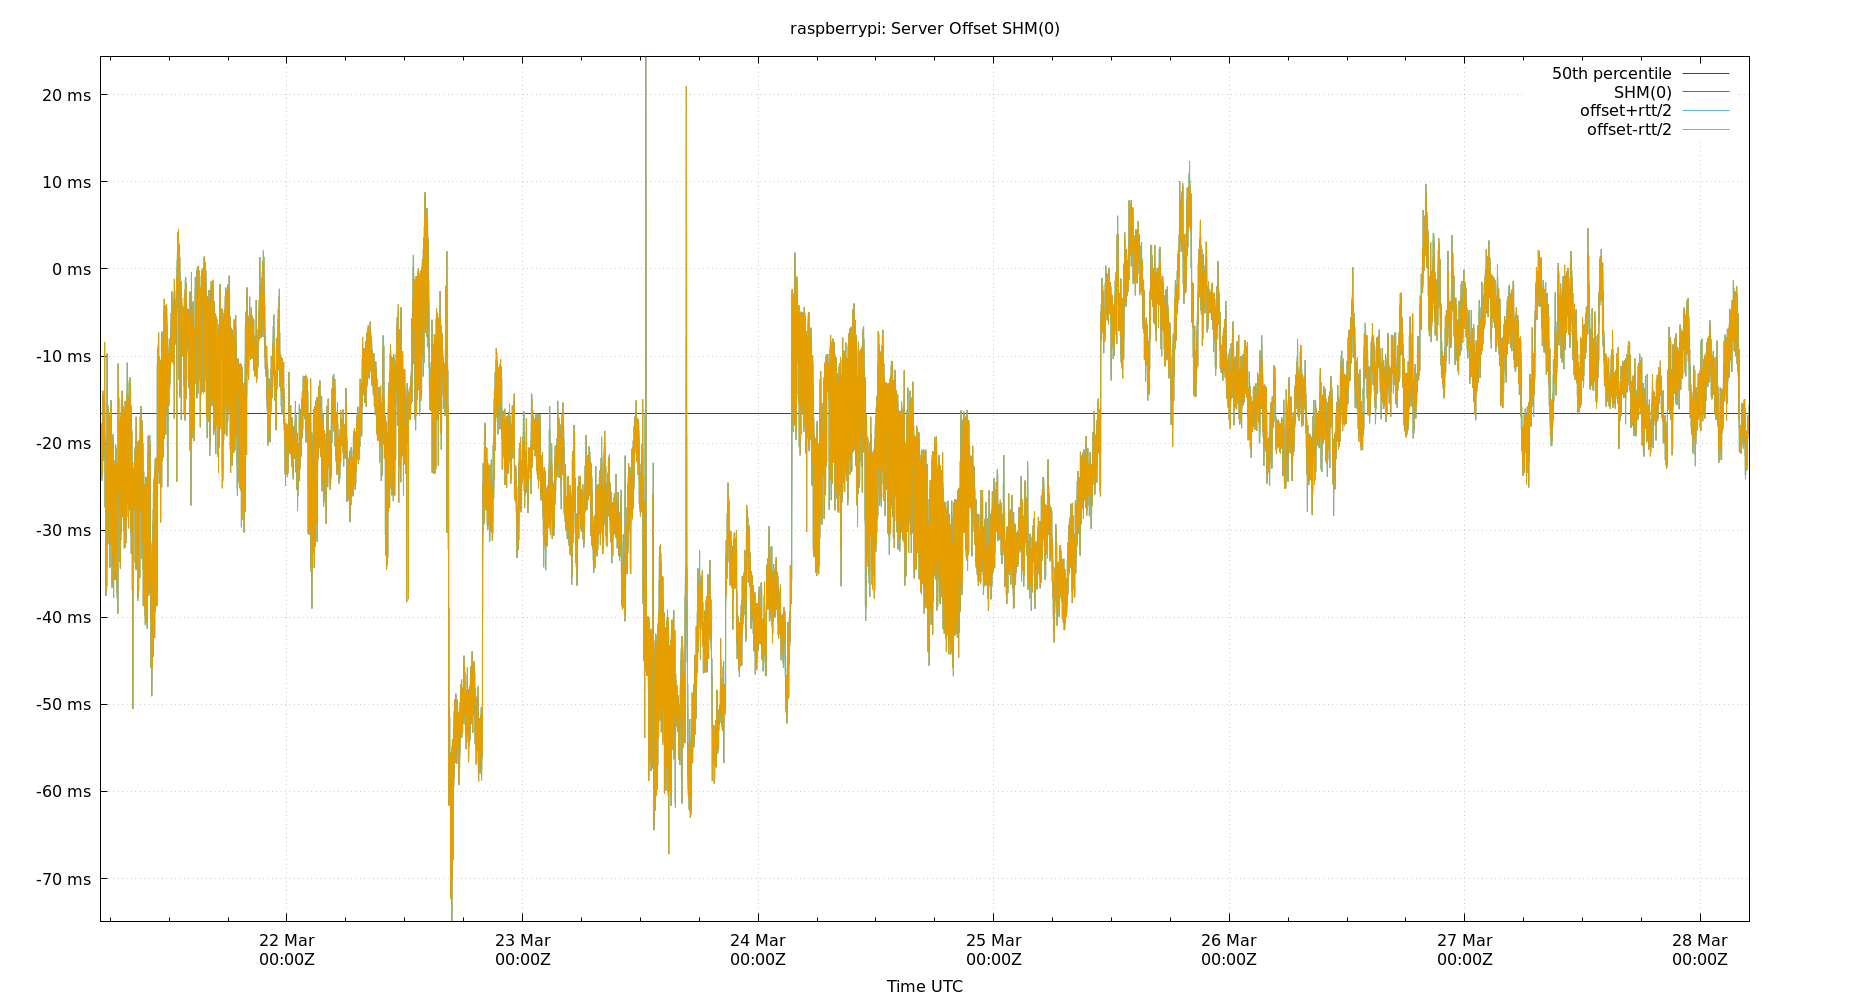 raspberrypi: Server Offset SHM(0)
50th percentile
SHM(0)
offset+rtt/2
offset-rtt/2
20 ms
10 ms
0 ms
-10 ms
-20 ms
-30 ms
-40 ms
-50 ms
-60 ms
-70 ms
22 Mar 23 Mar 24 Mar 25 Mar 26 Mar 27 Mar 28 Mar
00:00Z 00:00Z 00:00Z 00:00Z 00:00Z 00:00Z 00:00Z
Time UTC